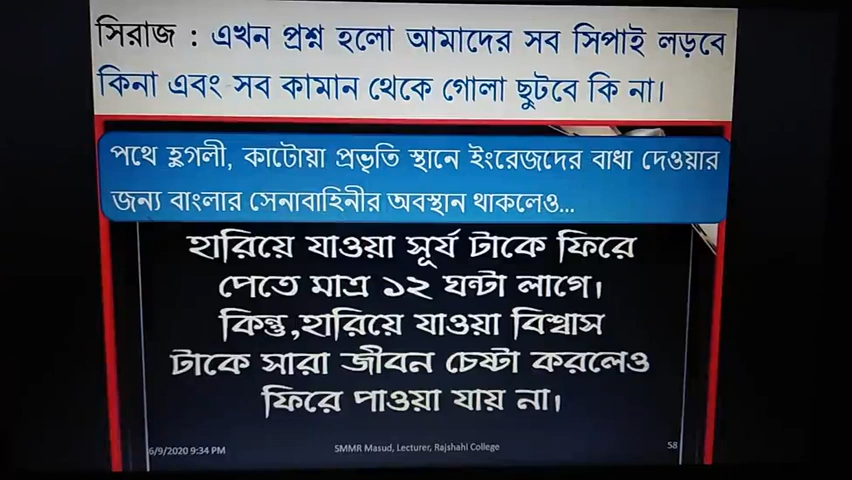 সিরাজ : এখন প্রশ্ন হলো আমাদের সব সিপাই লড়বে
কিনা এবং সব কামান থেকে গোলা ছুটবে কি না।
পথে হুগলী, কাটোয়া প্রভৃতি স্থানে ইংরেজদের বাধা দেওয়ার
জন্য বাংলার সেনাবাহিনীর অবস্থান থাকলেও...
হারিয়ে যাওয়া সূর্য টাকে ফিরে
পেতে মাত্র ১২ ঘন্টা লাগে।
কিন্তু,হারিয়ে যাওয়া বিশ্বাস
টাকে সারা জীবন চেষ্টা করলেও
ফিরে পাওয়া যায় না।
6/9/2020 9:34 PM SMMR Masud, Lecturer, Rajshahi College 58